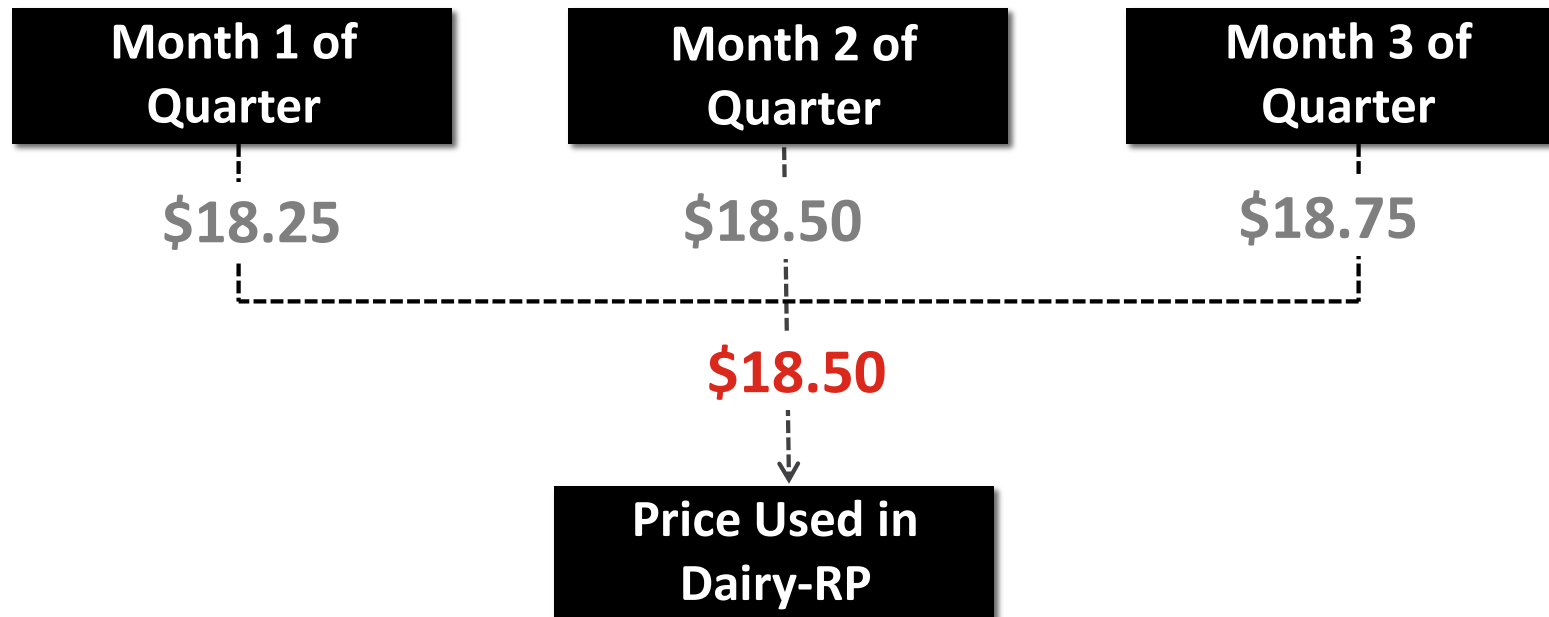 Month 1 of
Quarter
Month 2 of
Quarter
Month 3 of
Quarter
$18.25
$18.50
$18.75
$18.50
Price Used in
Dairy-RP